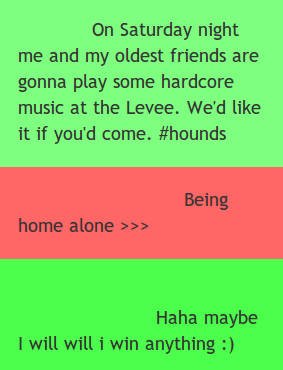 On Saturday night
me and my oldest friends are
gonna play some hardcore
music at the Levee. We'd like
it if you'd come. #hounds
Being
home alone >>>
Haha maybe
I will will i win anything :)